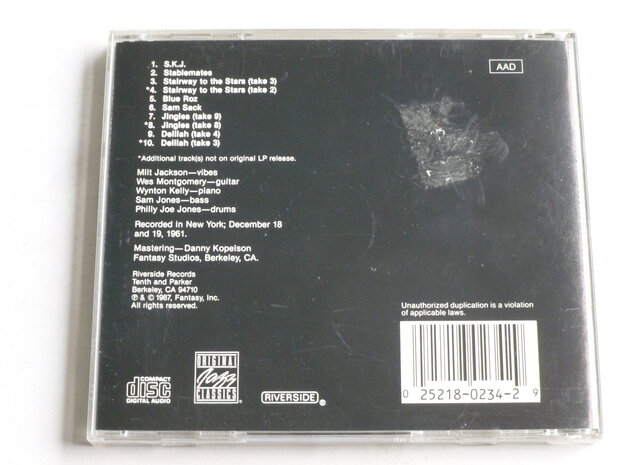 AAD
1. S.K.J.
2. Stablemates
3. Stairway to the Stars (take 3)
*4. Stairway to the Stars (take 2)
5. Blue Roz
6. Sam Sack
7. Jingles (take 9)
*8. Jingles (take 8)
9. Delilah (take 4)
*10. Delilah (take 3)
*Additional track(s) not on original LP release.
Milt Jackson—vibes
Wes Montgomery—guitar
Wynton Kelly—piano
Sam Jones—bass
Philly Joe Jones—drums
Recorded in New York; December 18
and 19, 1961.
Mastering—Danny Kopelson
Fantasy Studios, Berkeley, CA.
Riverside Records
Tenth and Parker
Berkeley, CA 94710
℗ & © 1987, Fantasy, Inc.
All rights reserved.
Unauthorized duplication is a violation
of applicable laws.
COMPACT
disc
DIGITAL AUDIO
ORIGINAL
Jazz
CLASSICS®
RIVERSIDE®
0 25218-0234-2 9